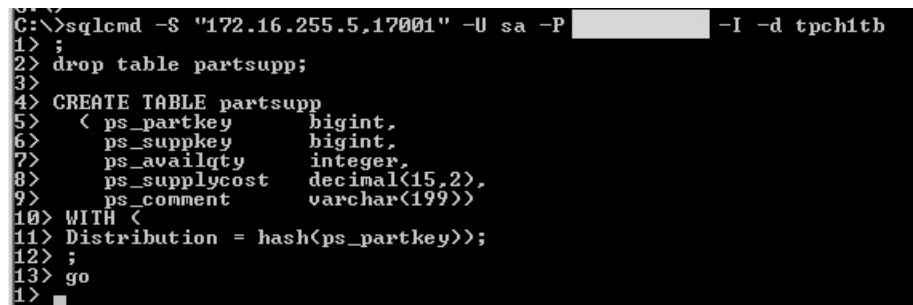 C:\>sqlcmd -S "172.16.255.5,17001" -U sa -P -I -d tpch1tb
1> ;
2> drop table partsupp;
3>
4> CREATE TABLE partsupp
5> ( ps_partkey bigint,
6> ps_suppkey bigint,
7> ps_availqty integer,
8> ps_supplycost decimal(15,2),
9> ps_comment varchar(199))
10> WITH (
11> Distribution = hash(ps_partkey));
12> ;
13> go
1>